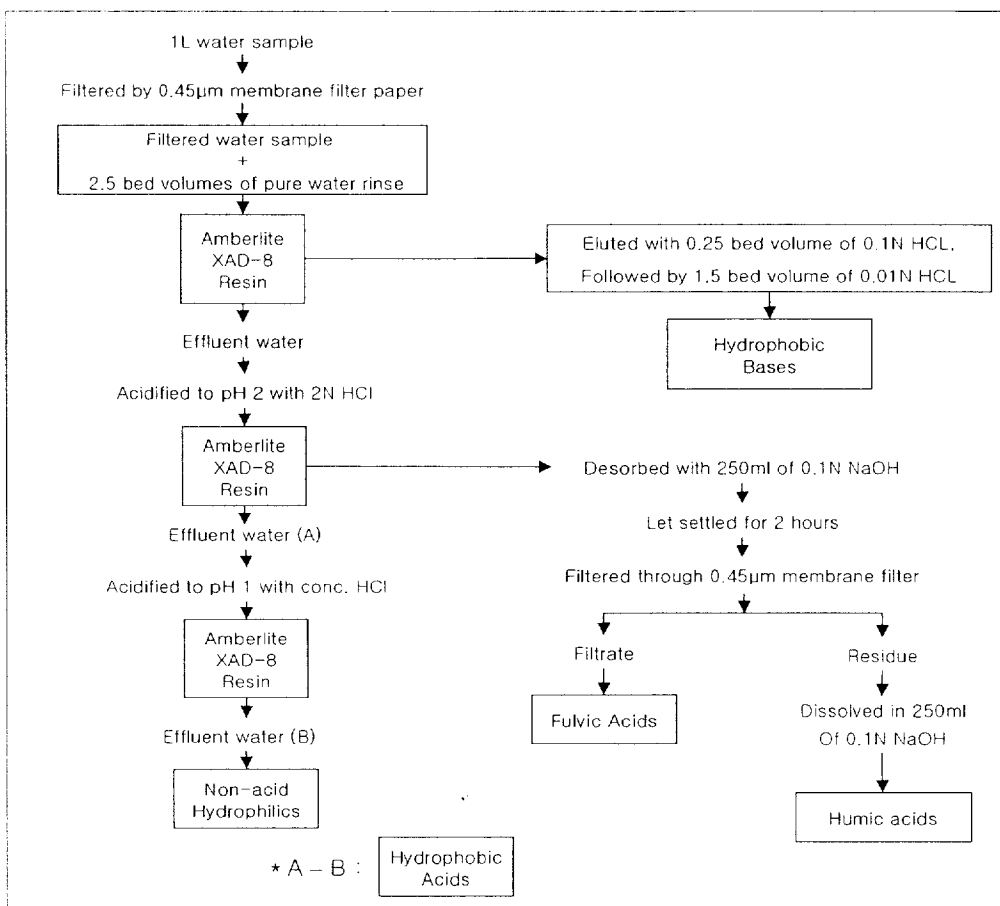 1L water sample
Filtered by 0.45μm membrane filter paper
Filtered water sample
+
2.5 bed volumes of pure water rinse
Amberlite
XAD-8
Resin
Eluted with 0.25 bed volume of 0.1N HCL,
Followed by 1.5 bed volume of 0.01N HCL
Hydrophobic
Bases
Effluent water
Acidified to pH 2 with 2N HCl
Amberlite
XAD-8
Resin
Desorbed with 250ml of 0.1N NaOH
Let settled for 2 hours
Filtered through 0.45μm membrane filter
Filtrate
Fulvic Acids
Residue
Dissolved in 250ml
Of 0.1N NaOH
Humic acids
Effluent water (A)
Acidified to pH 1 with conc. HCl
Amberlite
XAD-8
Resin
Effluent water (B)
Non-acid
Hydrophilics
* A - B :
Hydrophobic
Acids